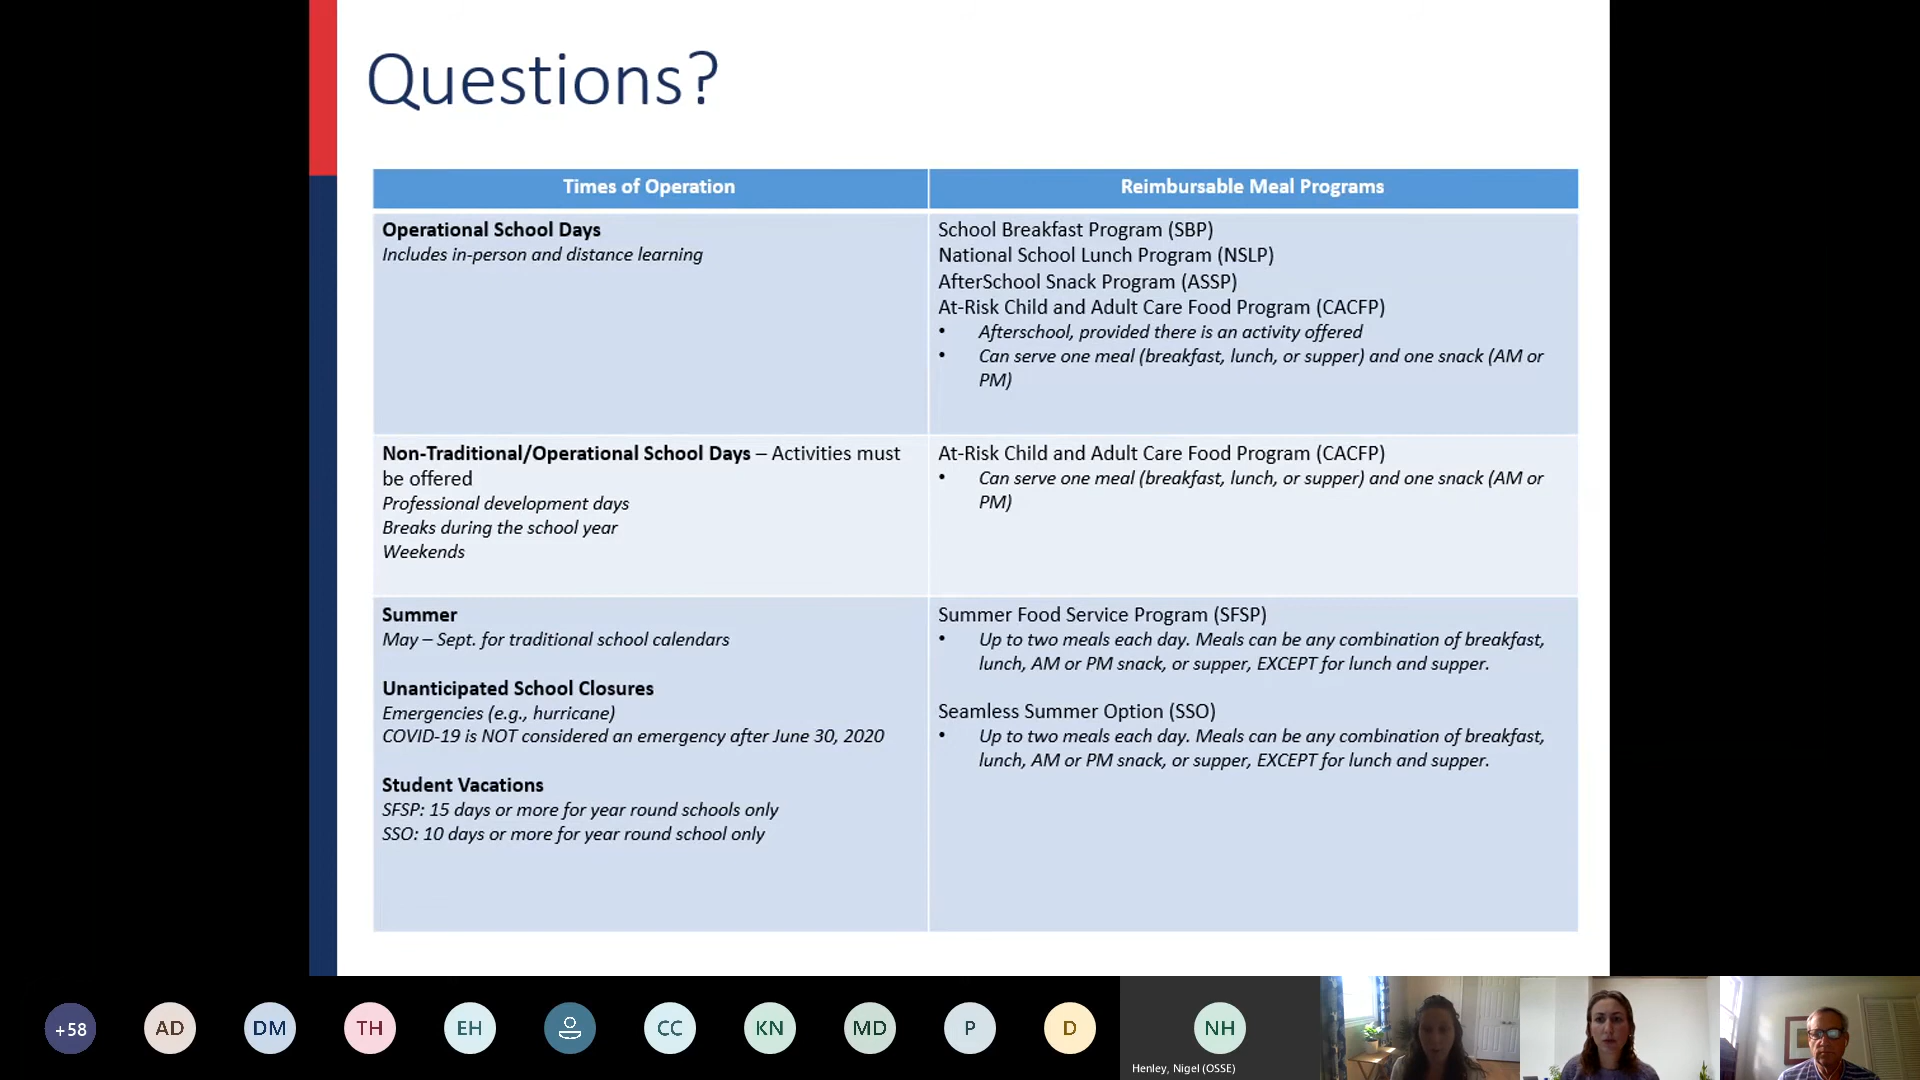 Questions?
Times of Operation
Reimbursable Meal Programs
Operational School Days
Includes in-person and distance learning
School Breakfast Program (SBP)
National School Lunch Program (NSLP)
AfterSchool Snack Program (ASSP)
At-Risk Child and Adult Care Food Program (CACFP)
• Afterschool, provided there is an activity offered
• Can serve one meal (breakfast, lunch, or supper) and one snack (AM or
PM)
Non-Traditional/Operational School Days – Activities must
be offered
Professional development days
Breaks during the school year
Weekends
At-Risk Child and Adult Care Food Program (CACFP)
• Can serve one meal (breakfast, lunch, or supper) and one snack (AM or
PM)
Summer
May – Sept. for traditional school calendars
Unanticipated School Closures
Emergencies (e.g., hurricane)
COVID-19 is NOT considered an emergency after June 30, 2020
Student Vacations
SFSP: 15 days or more for year round schools only
SSO: 10 days or more for year round school only
Summer Food Service Program (SFSP)
• Up to two meals each day. Meals can be any combination of breakfast,
lunch, AM or PM snack, or supper, EXCEPT for lunch and supper.
Seamless Summer Option (SSO)
• Up to two meals each day. Meals can be any combination of breakfast,
lunch, AM or PM snack, or supper, EXCEPT for lunch and supper.
+58
AD
DM
TH
EH
CC
KN
MD
P
D
NH
Henley, Nigel (OSSE)